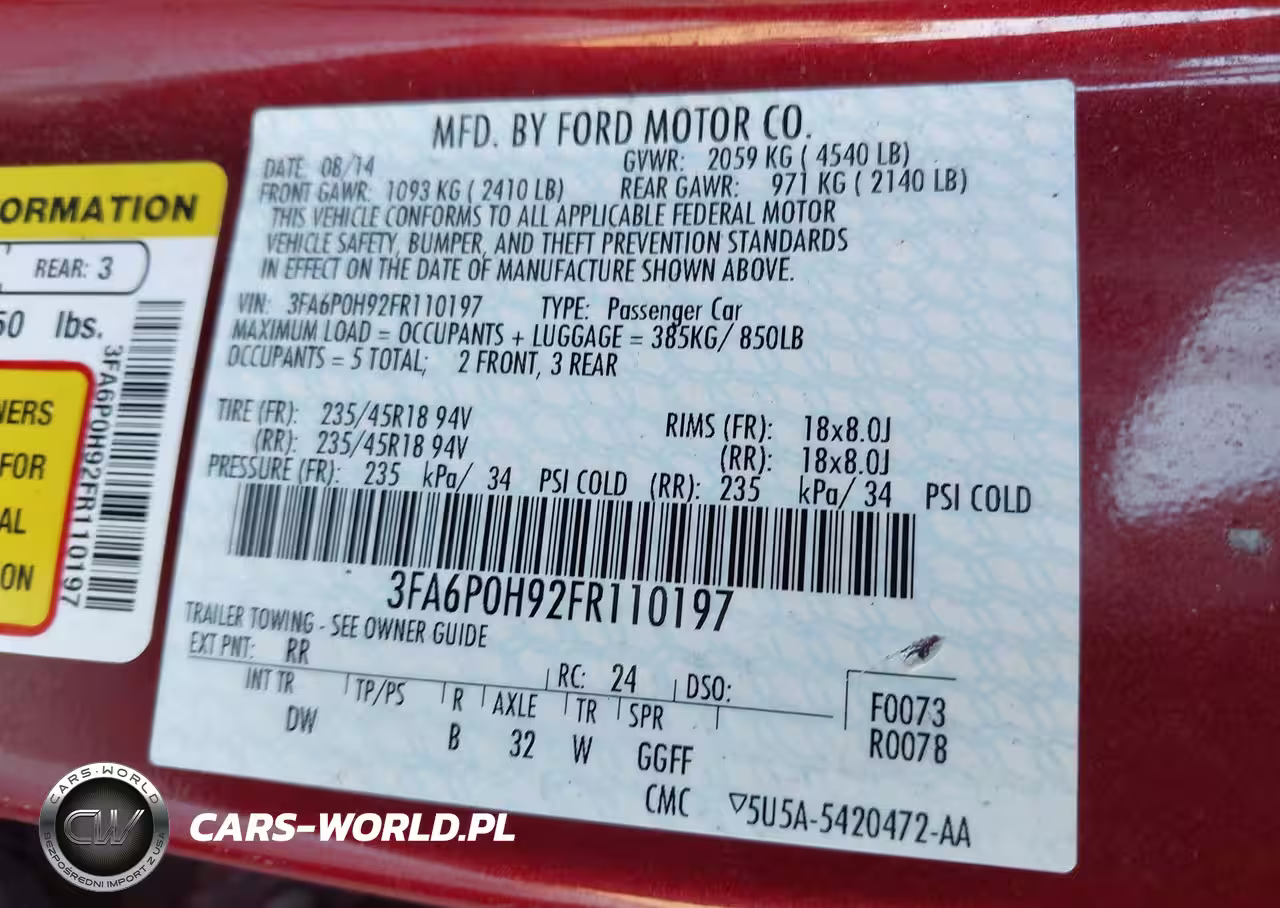 MFD. BY FORD MOTOR CO.
DATE 08/14 GVWR: 2059 KG ( 4540 LB)
FRONT GAWR: 1093 KG ( 2410 LB) REAR GAWR: 971 KG ( 2140 LB)
THIS VEHICLE CONFORMS TO ALL APPLICABLE FEDERAL MOTOR
VEHICLE SAFETY, BUMPER, AND THEFT PREVENTION STANDARDS
IN EFFECT ON THE DATE OF MANUFACTURE SHOWN ABOVE.
VIN: 3FA6P0H92FR110197 TYPE: Passenger Car
MAXIMUM LOAD = OCCUPANTS + LUGGAGE = 385KG/ 850LB
OCCUPANTS = 5 TOTAL; 2 FRONT, 3 REAR
TIRE (FR): 235/45R18 94V RIMS (FR): 18x8.0J
(RR): 235/45R18 94V (RR): 18x8.0J
PRESSURE (FR): 235 kPa/ 34 PSI COLD (RR): 235 kPa/ 34 PSI COLD
3FA6P0H92FR110197
TRAILER TOWING - SEE OWNER GUIDE
EXT PNT: RR RC: 24 DSO:
INT TR TP/PS R AXLE TR SPR F0073
DW B 32 W GGFF R0078
CMC ▽5U5A-5420472-AA
ORMATION
REAR: 3
50 lbs.
3FA6P0H92FR110197
NERS
FOR
AL
ON
CARS-WORLD
CW
BEZPOŚREDNI IMPORT Z USA
CARS-WORLD.PL